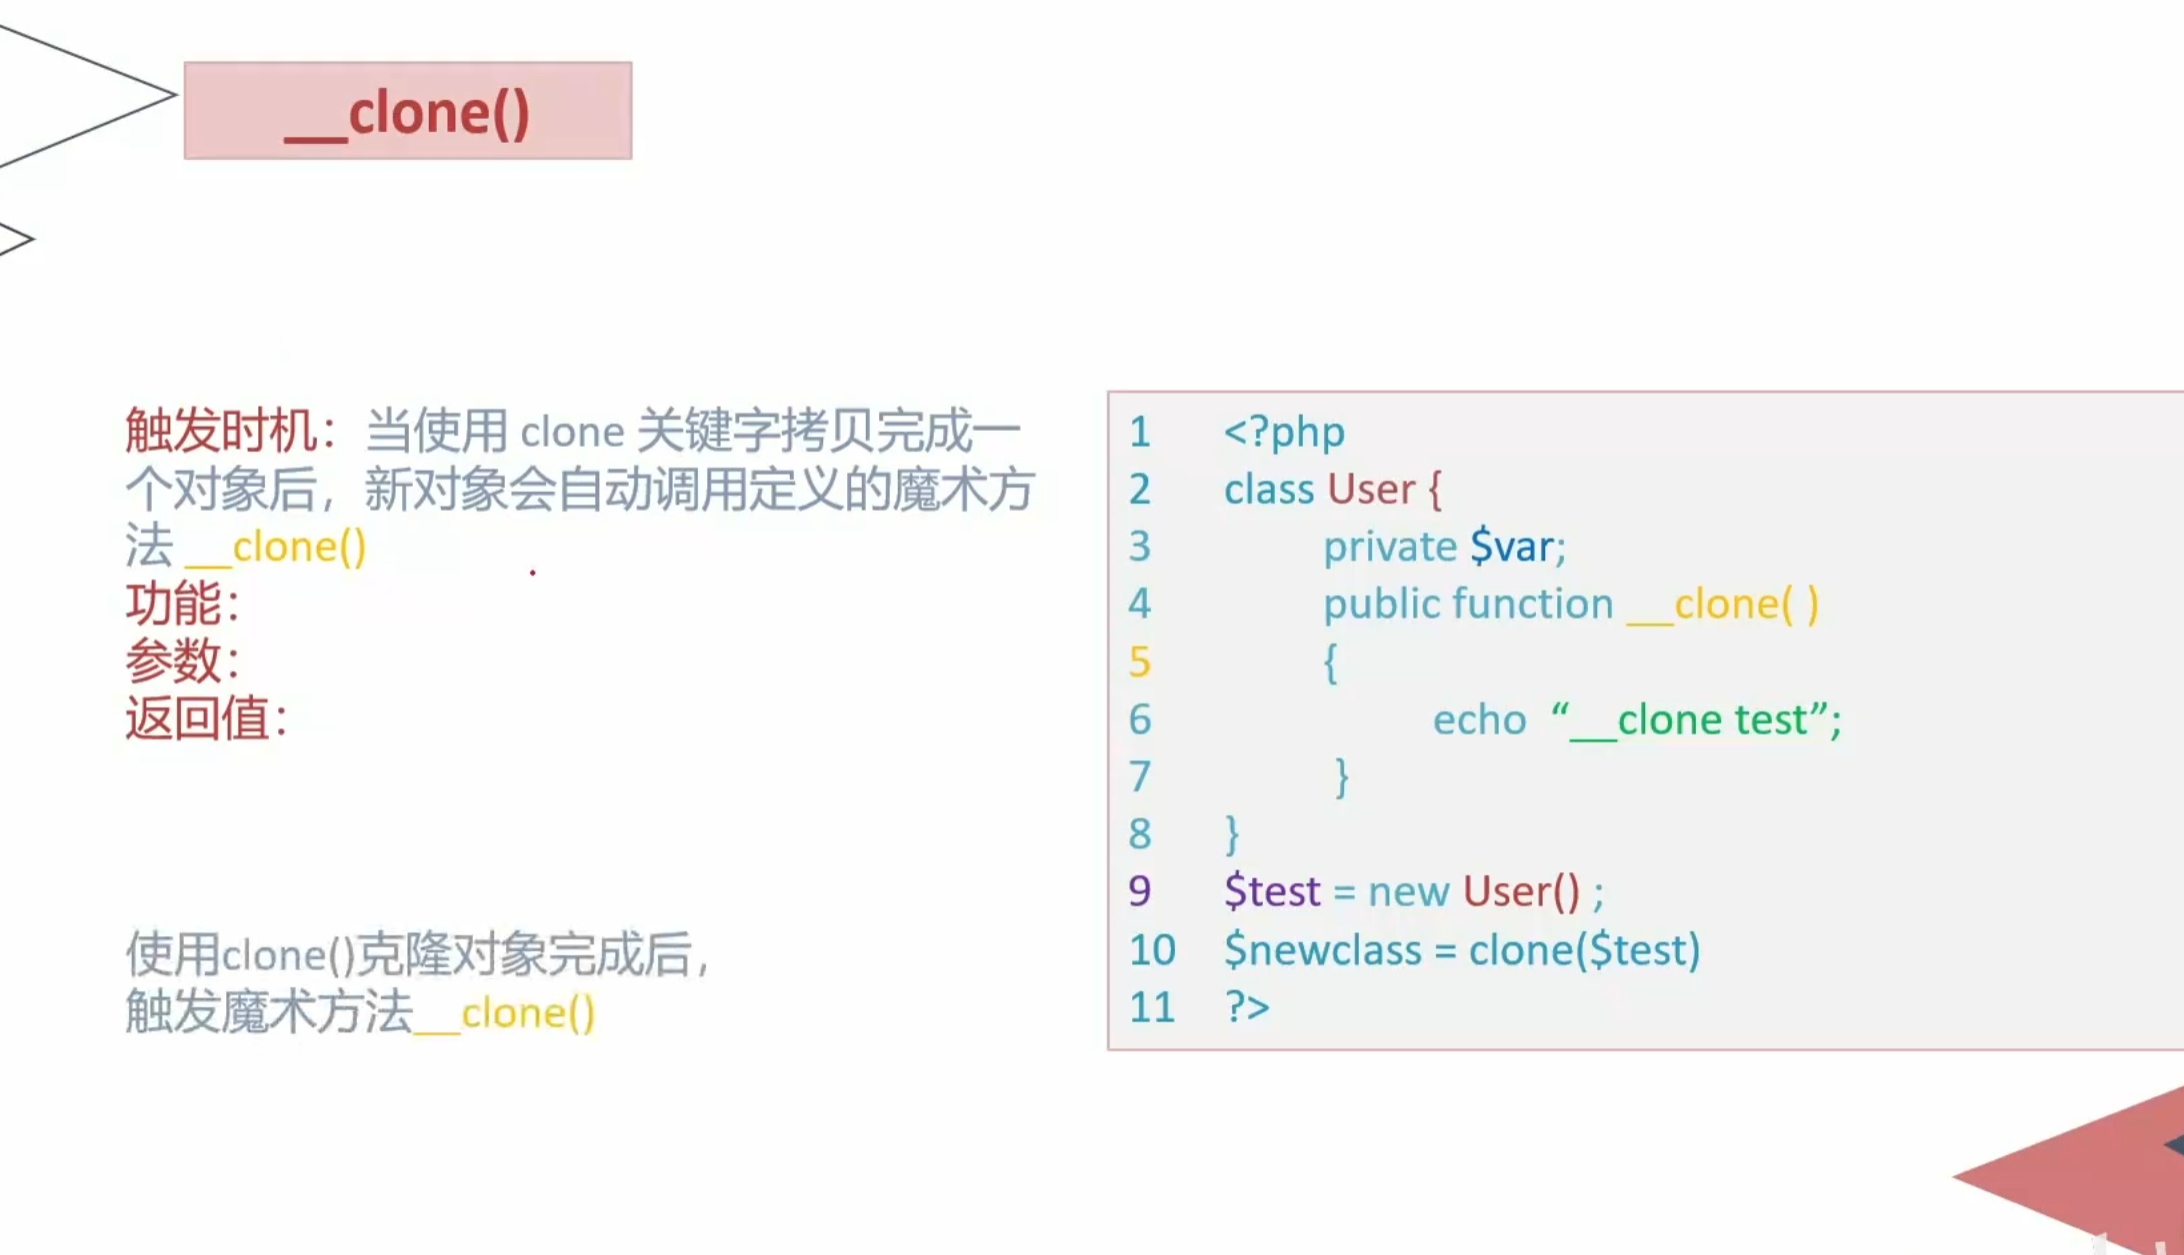 __clone()
触发时机：当使用 clone 关键字拷贝完成一
个对象后，新对象会自动调用定义的魔术方
法 __clone()
功能：
参数：
返回值：
使用clone()克隆对象完成后，
触发魔术方法__clone()
1 <?php
2 class User {
3 private $var;
4 public function __clone( )
5 {
6 echo “__clone test”;
7 }
8 }
9 $test = new User() ;
10 $newclass = clone($test)
11 ?>